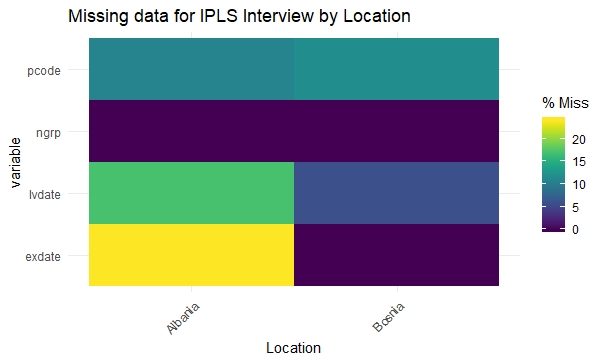 Missing data for IPLS Interview by Location
pcode
ngrp
lvdate
exdate
variable
Albania
Bosnia
Location
% Miss
20
15
10
5
0